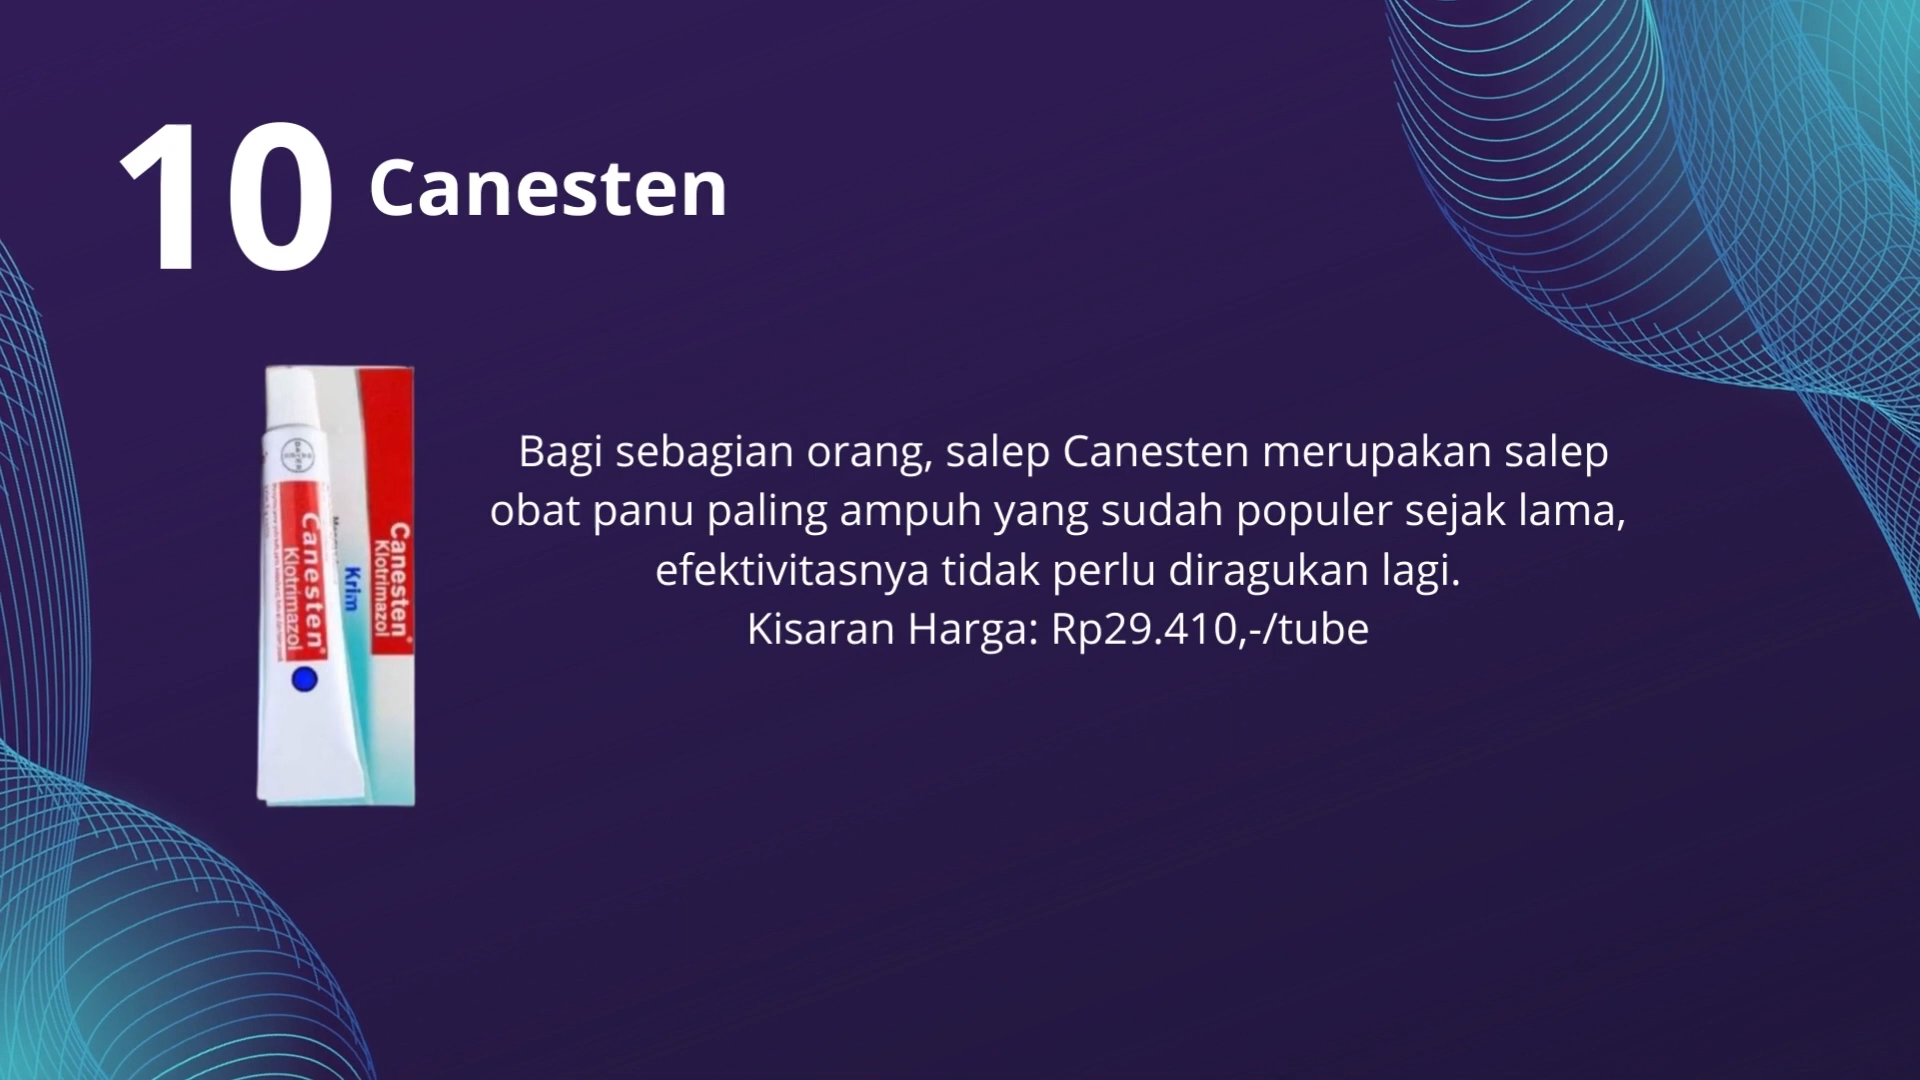 10 Canesten
Bagi sebagian orang, salep Canesten merupakan salep
obat panu paling ampuh yang sudah populer sejak lama,
efektivitasnya tidak perlu diragukan lagi.
Kisaran Harga: Rp29.410,-/tube
Canesten®
Klotrimazol
Krim
Canesten®
Klotrimazol